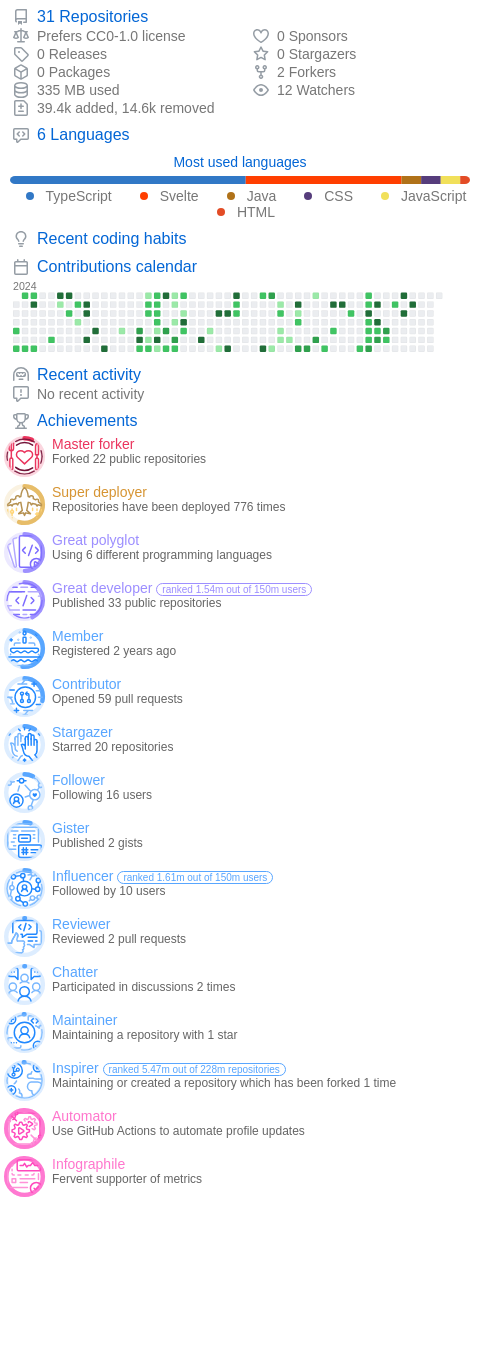 31 Repositories
Prefers CC0-1.0 license
0 Sponsors
0 Releases
0 Stargazers
0 Packages
2 Forkers
335 MB used
12 Watchers
39.4k added, 14.6k removed
6 Languages
Most used languages
TypeScript Svelte Java CSS JavaScript
HTML
Recent coding habits
Contributions calendar
2024
Recent activity
No recent activity
Achievements
Master forker
Forked 22 public repositories
Super deployer
Repositories have been deployed 776 times
Great polyglot
Using 6 different programming languages
Great developer ranked 1.54m out of 150m users
Published 33 public repositories
Member
Registered 2 years ago
Contributor
Opened 59 pull requests
Stargazer
Starred 20 repositories
Follower
Following 16 users
Gister
Published 2 gists
Influencer ranked 1.61m out of 150m users
Followed by 10 users
Reviewer
Reviewed 2 pull requests
Chatter
Participated in discussions 2 times
Maintainer
Maintaining a repository with 1 star
Inspirer ranked 5.47m out of 228m repositories
Maintaining or created a repository which has been forked 1 time
Automator
Use GitHub Actions to automate profile updates
Infographile
Fervent supporter of metrics